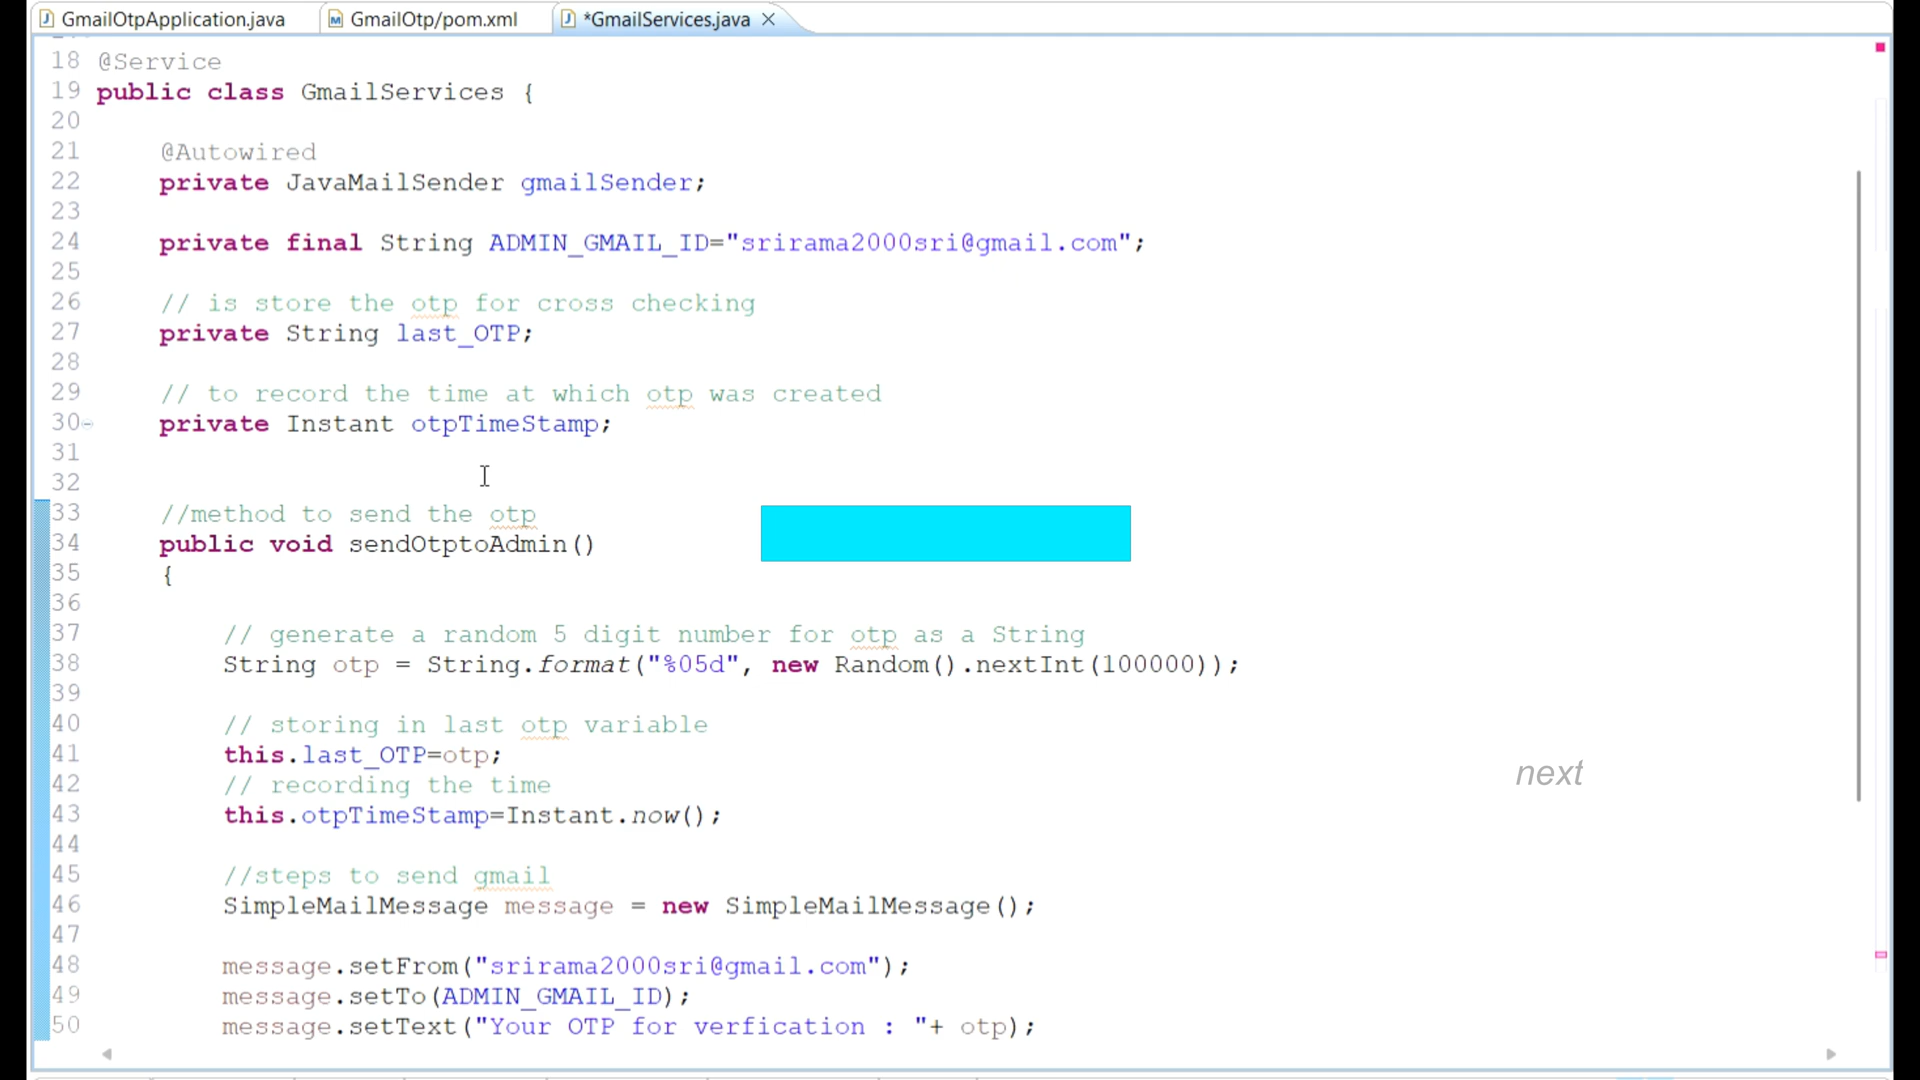 GmailOtpApplication.java GmailOtp/pom.xml *GmailServices.java
18 @Service
19 public class GmailServices {
20
21 @Autowired
22 private JavaMailSender gmailSender;
23
24 private final String ADMIN_GMAIL_ID="srirama2000sri@gmail.com";
25
26 // is store the otp for cross checking
27 private String last_OTP;
28
29 // to record the time at which otp was created
30 private Instant otpTimeStamp;
31
32
33 //method to send the otp
34 public void sendOtptoAdmin()
35 {
36
37 // generate a random 5 digit number for otp as a String
38 String otp = String.format("%05d", new Random().nextInt(100000));
39
40 // storing in last otp variable
41 this.last_OTP=otp;
42 // recording the time
next
43 this.otpTimeStamp=Instant.now();
44
45 //steps to send gmail
46 SimpleMailMessage message = new SimpleMailMessage();
47
48 message.setFrom("srirama2000sri@gmail.com");
49 message.setTo(ADMIN_GMAIL_ID);
50 message.setText("Your OTP for verfication : "+ otp);